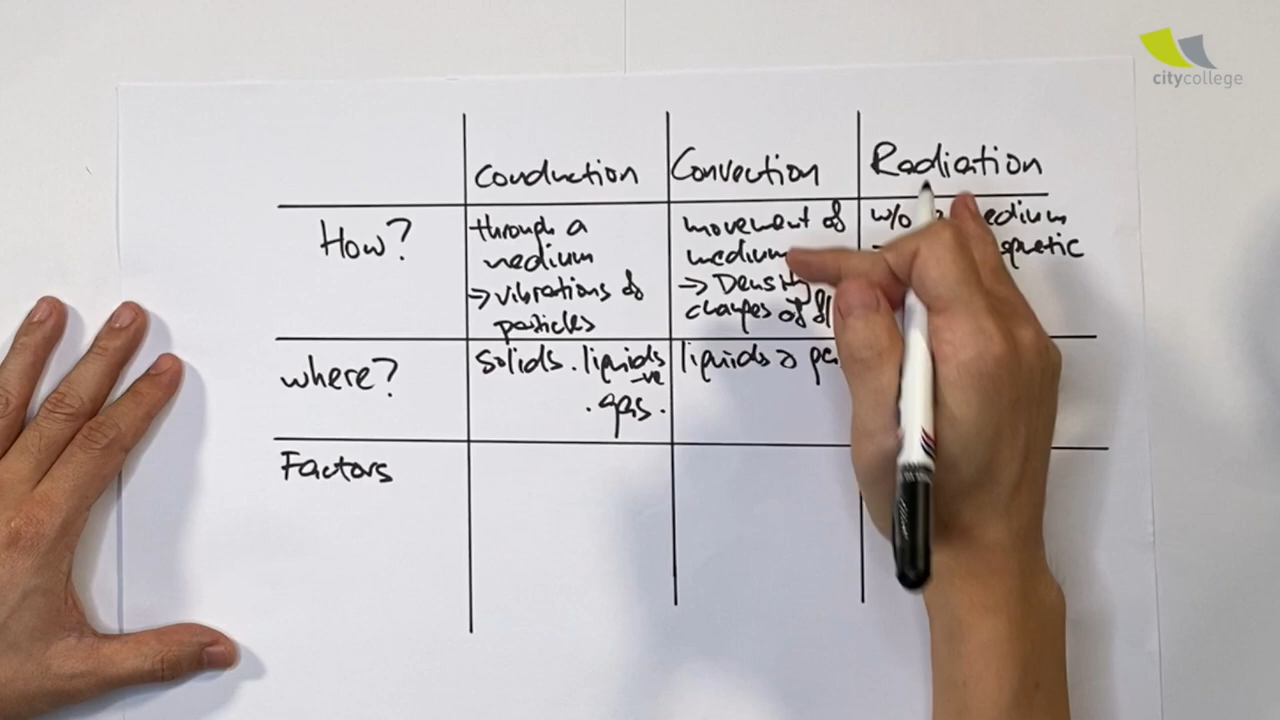 citycollege
Conduction
Convection
Radiation
How?
through a
medium
→ vibrations of
particles
movement of
medium
→ Density
changes of
w/o
where?
solids . liquids
-ve
. gas .
liquids &
Factors